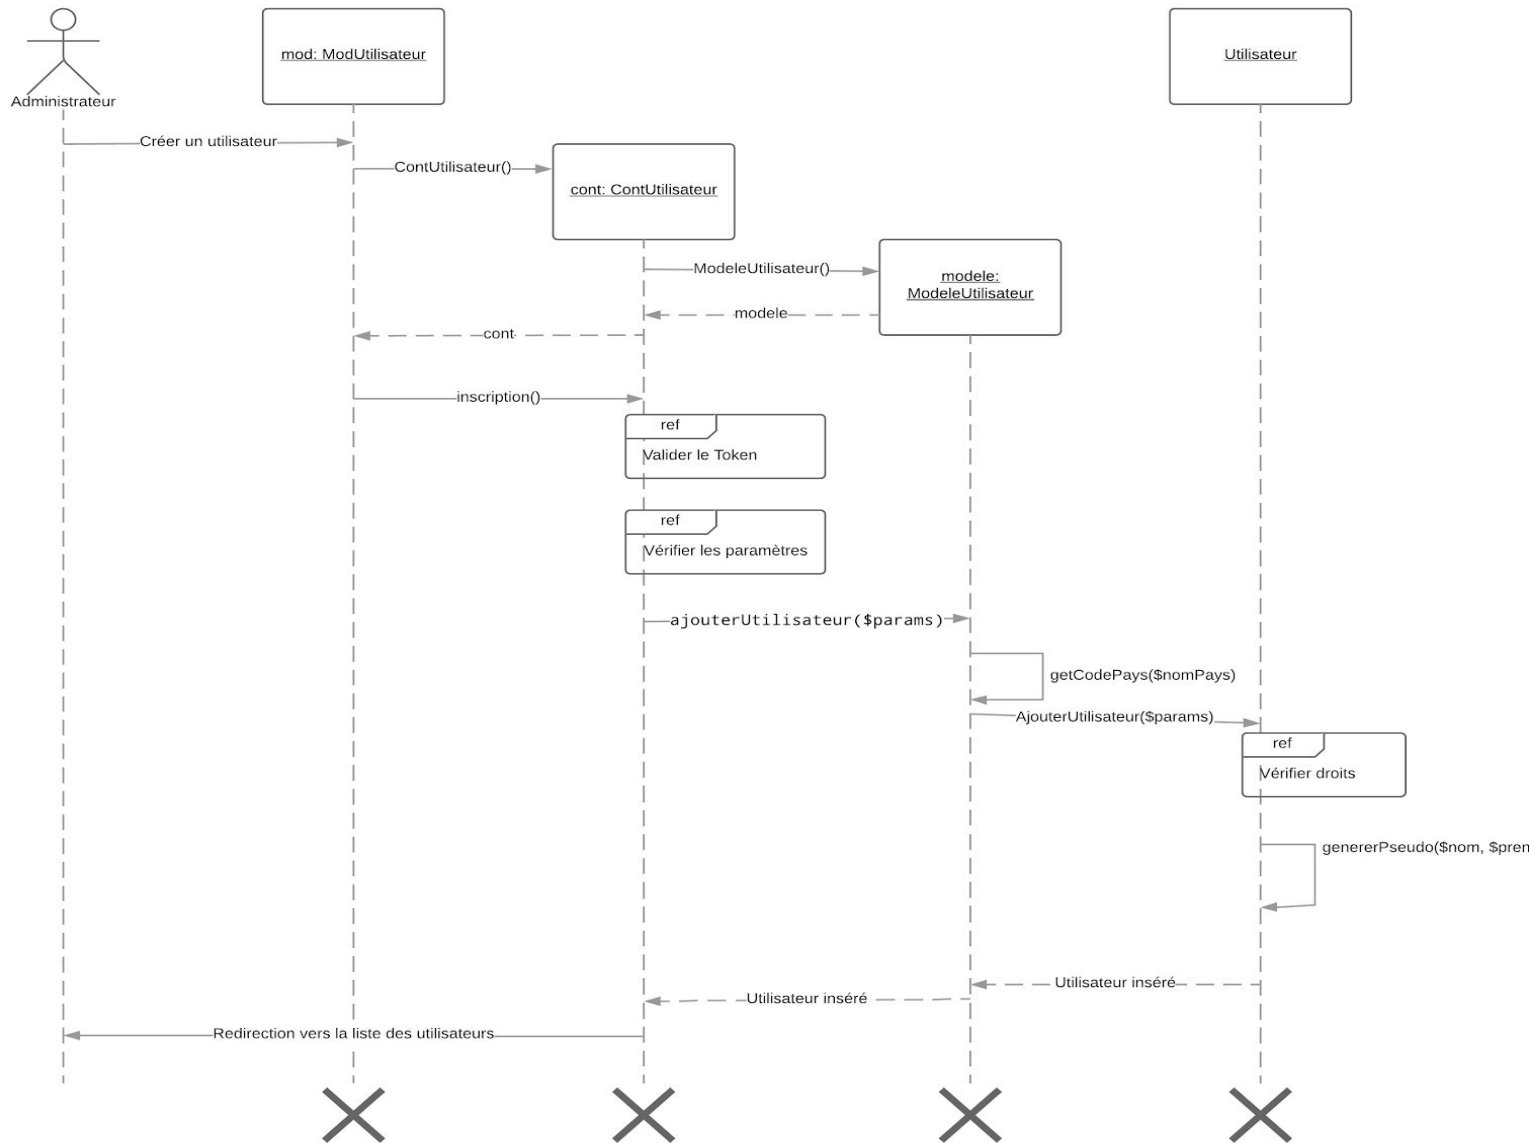 mod: ModUtilisateur
Utilisateur
Administrateur
Créer un utilisateur
ContUtilisateur()
cont: ContUtilisateur
ModeleUtilisateur()
modele:
ModeleUtilisateur
modele
cont
inscription()
ref
Valider le Token
ref
Vérifier les paramètres
ajouterUtilisateur($params)
getCodePays($nomPays)
AjouterUtilisateur($params)
ref
Vérifier droits
genererPseudo($nom, $pren
Utilisateur inséré
Utilisateur inséré
Redirection vers la liste des utilisateurs